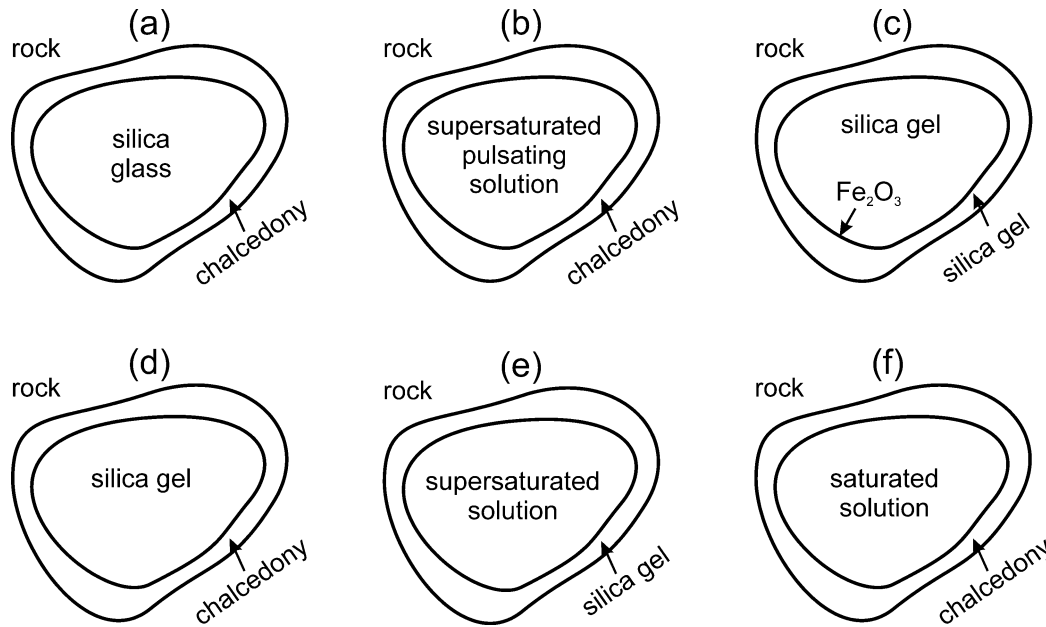 (a)
rock
silica
glass
chalcedony
(b)
rock
supersaturated
pulsating
solution
chalcedony
(c)
rock
silica gel
Fe₂O₃
silica gel
(d)
rock
silica gel
chalcedony
(e)
rock
supersaturated
solution
silica gel
(f)
rock
saturated
solution
chalcedony